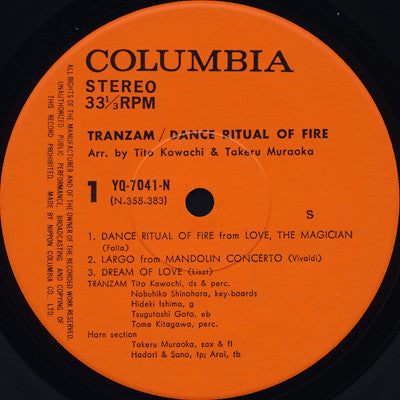 COLUMBIA
STEREO
33⅓RPM
TRANZAM / DANCE RITUAL OF FIRE
Arr. by Tito Kawachi & Takeru Muraoka
1 YQ-7041-N
(N-358-383)
S
1. DANCE RITUAL OF FIRE from LOVE, THE MAGICIAN
(Falla)
2. LARGO from MANDOLIN CONCERTO (Vivaldi)
3. DREAM OF LOVE (Liszt)
TRANZAM Tito Kawachi, ds & perc.
Nobuhiko Shinohara, key-boards
Hideki Ishima, g
Tsugutoshi Goto, eb
Tome Kitagawa, perc.
Horn section
Takeru Muraoka, sax & fl
Hadori & Sano, tp; Arai, tb
ALL RIGHTS OF THE MANUFACTURER AND OF THE OWNER OF THE RECORDED WORK RESERVED.
UNAUTHORIZED PUBLIC PERFORMANCE, BROADCASTING AND COPYING OF
THIS RECORD PROHIBITED. MADE BY NIPPON COLUMBIA CO., LTD.